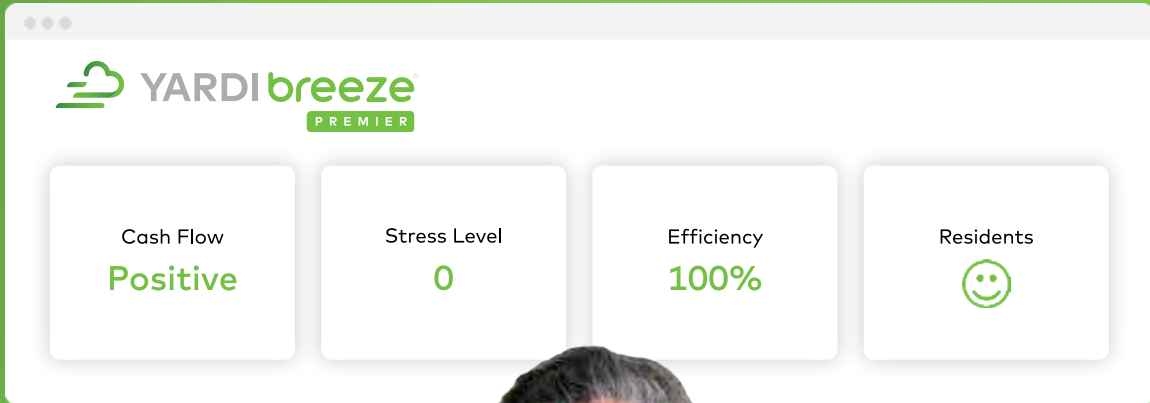 YARDI breeze
PREMIER
Cash Flow
Positive
Stress Level
0
Efficiency
100%
Residents